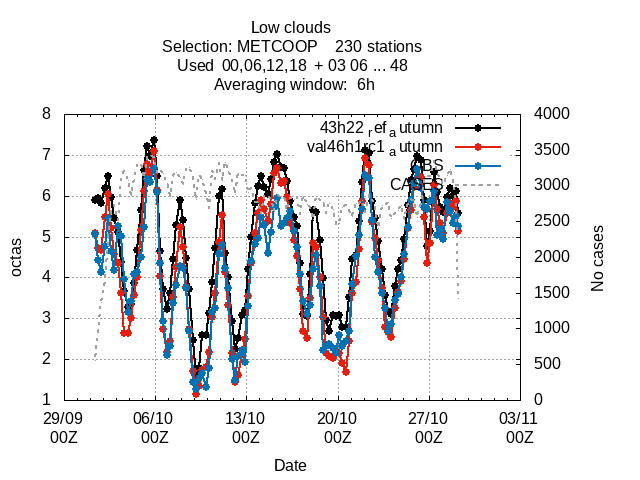 Low clouds
Selection: METCOOP 230 stations
Used 00,06,12,18 + 03 06 ... 48
Averaging window: 6h
8
7
6
5
4
3
2
1
octas
4000
3500
3000
2500
2000
1500
1000
500
0
No cases
43h22ref autumn
val46h1rc1autumn
OBS
CASES
29/09 00Z
06/10 00Z
13/10 00Z
20/10 00Z
27/10 00Z
03/11 00Z
Date